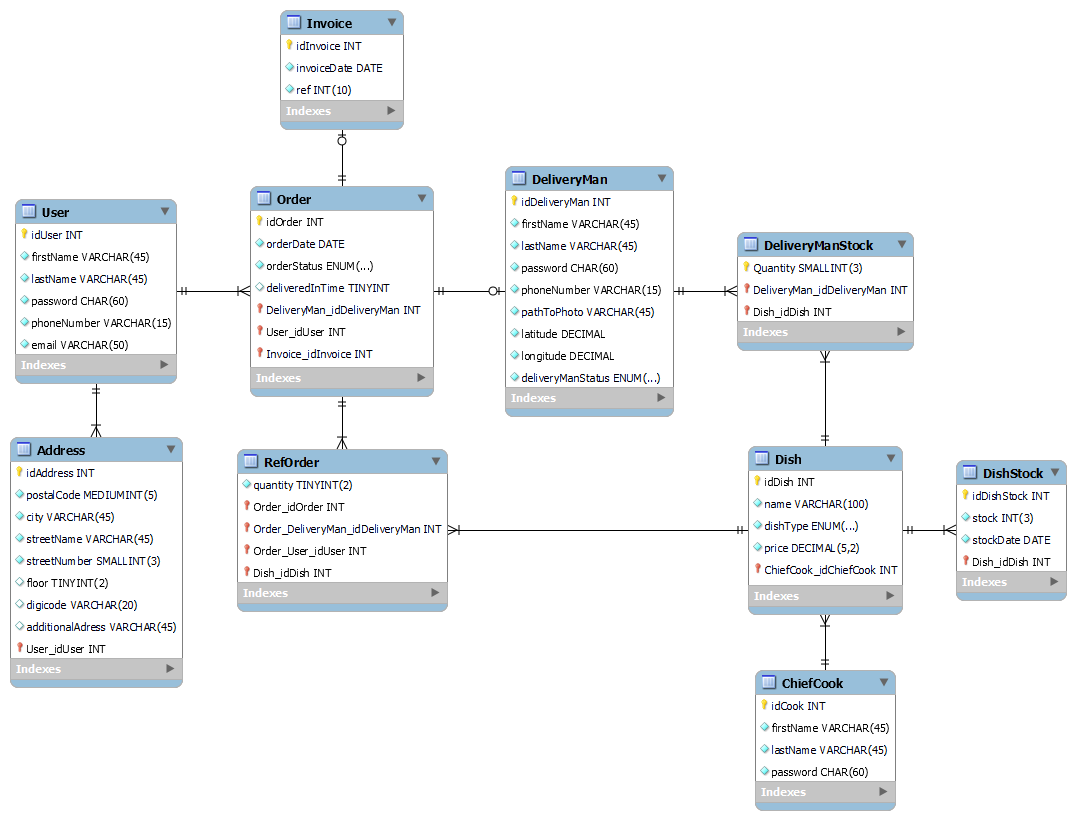 Invoice
idInvoice INT
invoiceDate DATE
ref INT(10)
Indexes
User
idUser INT
firstName VARCHAR(45)
lastName VARCHAR(45)
password CHAR(60)
phoneNumber VARCHAR(15)
email VARCHAR(50)
Indexes
Order
idOrder INT
orderDate DATE
orderStatus ENUM(...)
deliveredInTime TINYINT
DeliveryMan_idDeliveryMan INT
User_idUser INT
Invoice_idInvoice INT
Indexes
DeliveryMan
idDeliveryMan INT
firstName VARCHAR(45)
lastName VARCHAR(45)
password CHAR(60)
phoneNumber VARCHAR(15)
pathToPhoto VARCHAR(45)
latitude DECIMAL
longitude DECIMAL
deliveryManStatus ENUM(...)
Indexes
DeliveryManStock
Quantity SMALLINT(3)
DeliveryMan_idDeliveryMan INT
Dish_idDish INT
Indexes
Address
idAddress INT
postalCode MEDIUMINT(5)
city VARCHAR(45)
streetName VARCHAR(45)
streetNumber SMALLINT(3)
floor TINYINT(2)
digicode VARCHAR(20)
additionalAdress VARCHAR(45)
User_idUser INT
Indexes
RefOrder
quantity TINYINT(2)
Order_idOrder INT
Order_DeliveryMan_idDeliveryMan INT
Order_User_idUser INT
Dish_idDish INT
Indexes
Dish
idDish INT
name VARCHAR(100)
dishType ENUM(...)
price DECIMAL(5,2)
ChiefCook_idChiefCook INT
Indexes
DishStock
idDishStock INT
stock INT(3)
stockDate DATE
Dish_idDish INT
Indexes
ChiefCook
idCook INT
firstName VARCHAR(45)
lastName VARCHAR(45)
password CHAR(60)
Indexes